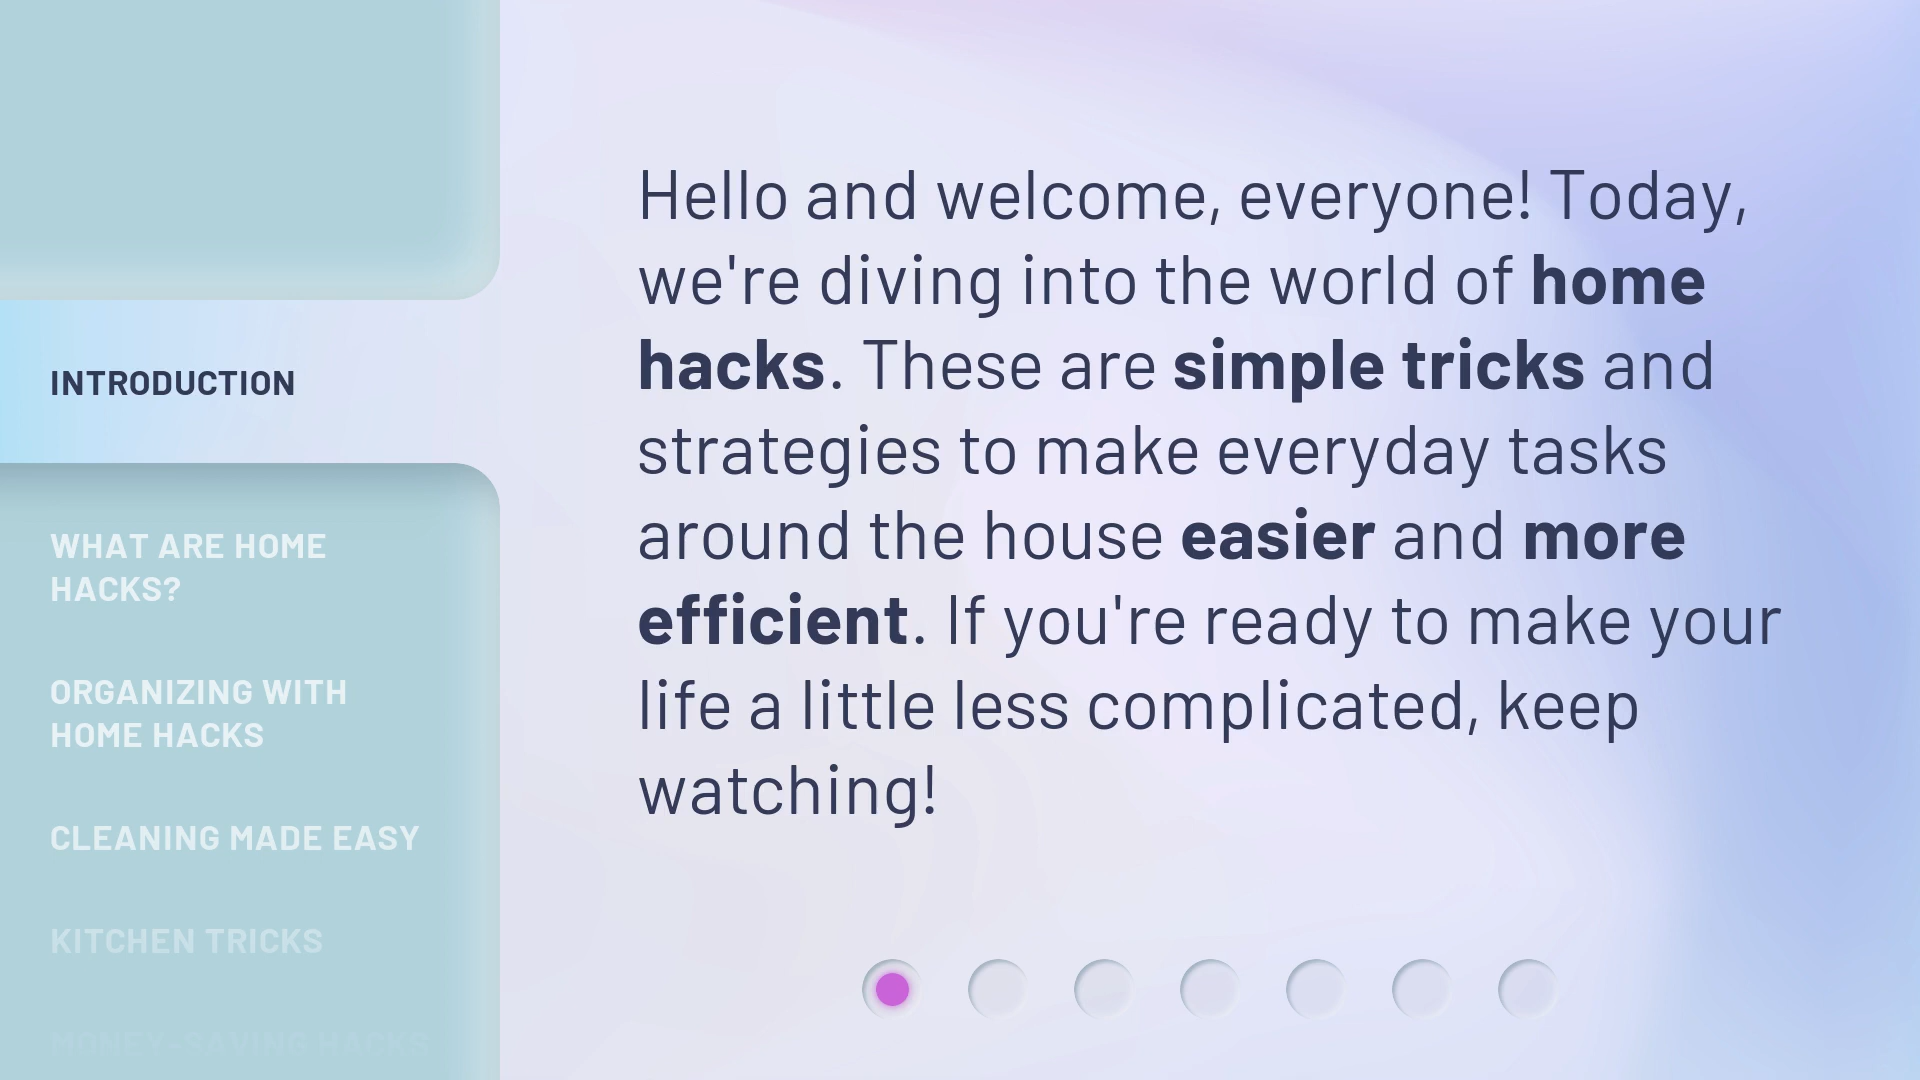 INTRODUCTION
WHAT ARE HOME
HACKS?
ORGANIZING WITH
HOME HACKS
CLEANING MADE EASY
KITCHEN TRICKS
MONEY-SAVING HACKS
Hello and welcome, everyone! Today,
we're diving into the world of home
hacks. These are simple tricks and
strategies to make everyday tasks
around the house easier and more
efficient. If you're ready to make your
life a little less complicated, keep
watching!